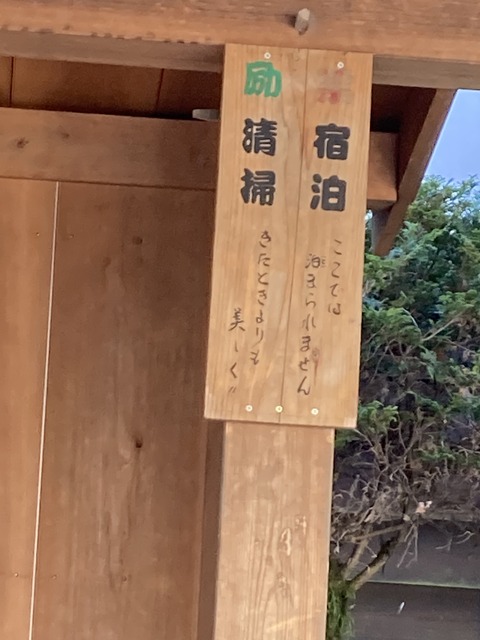 宿泊
ここでは
泊まられません
励
清掃
きたときよりも
美しく"